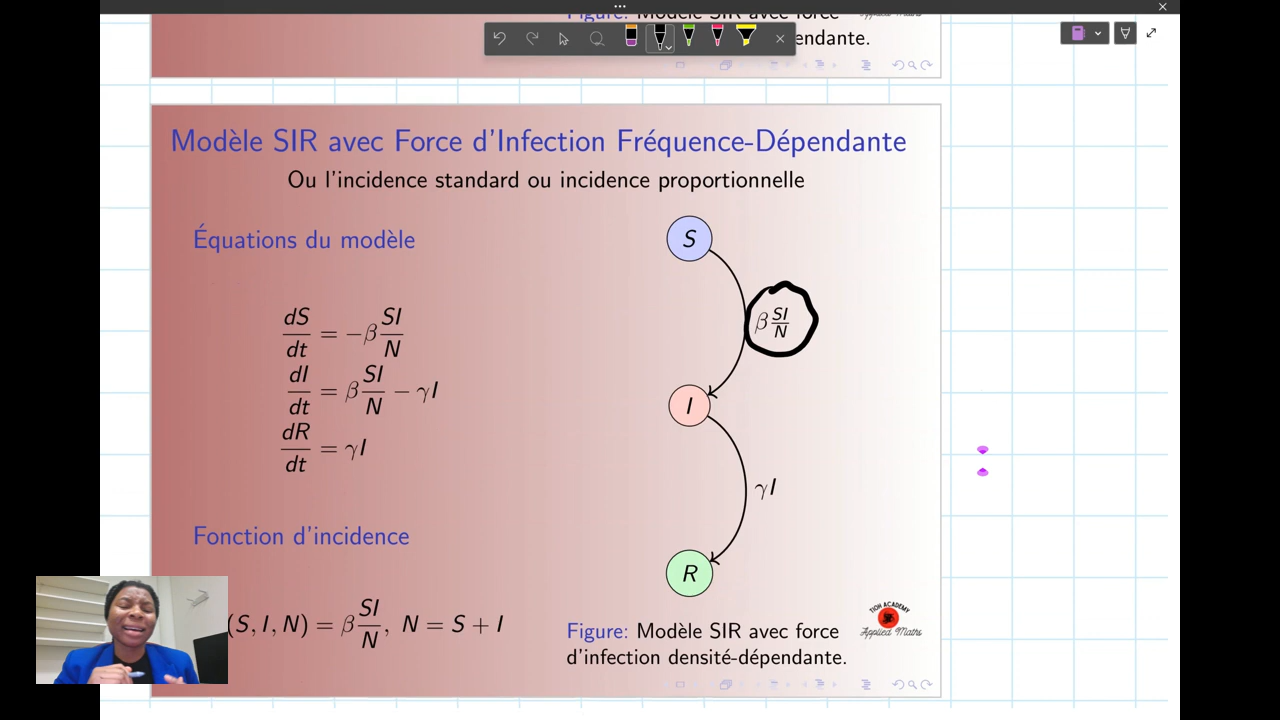 Figure: Modèle SIR avec force
endante.
Modèle SIR avec Force d'Infection Fréquence-Dépendante
Ou l'incidence standard ou incidence proportionnelle
Équations du modèle
dS/dt = −β SI/N
dI/dt = β SI/N − γI
dR/dt = γI
S
β SI/N
I
γI
R
Fonction d'incidence
(S, I, N) = β SI/N, N = S + I
Figure: Modèle SIR avec force
d'infection densité-dépendante.
TIOH ACADEMY
Applied Maths